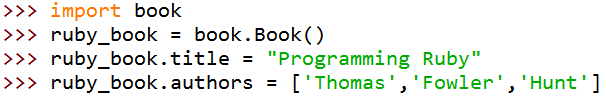 >>> import book
>>> ruby_book = book.Book()
>>> ruby_book.title = "Programming Ruby"
>>> ruby_book.authors = ['Thomas','Fowler','Hunt']